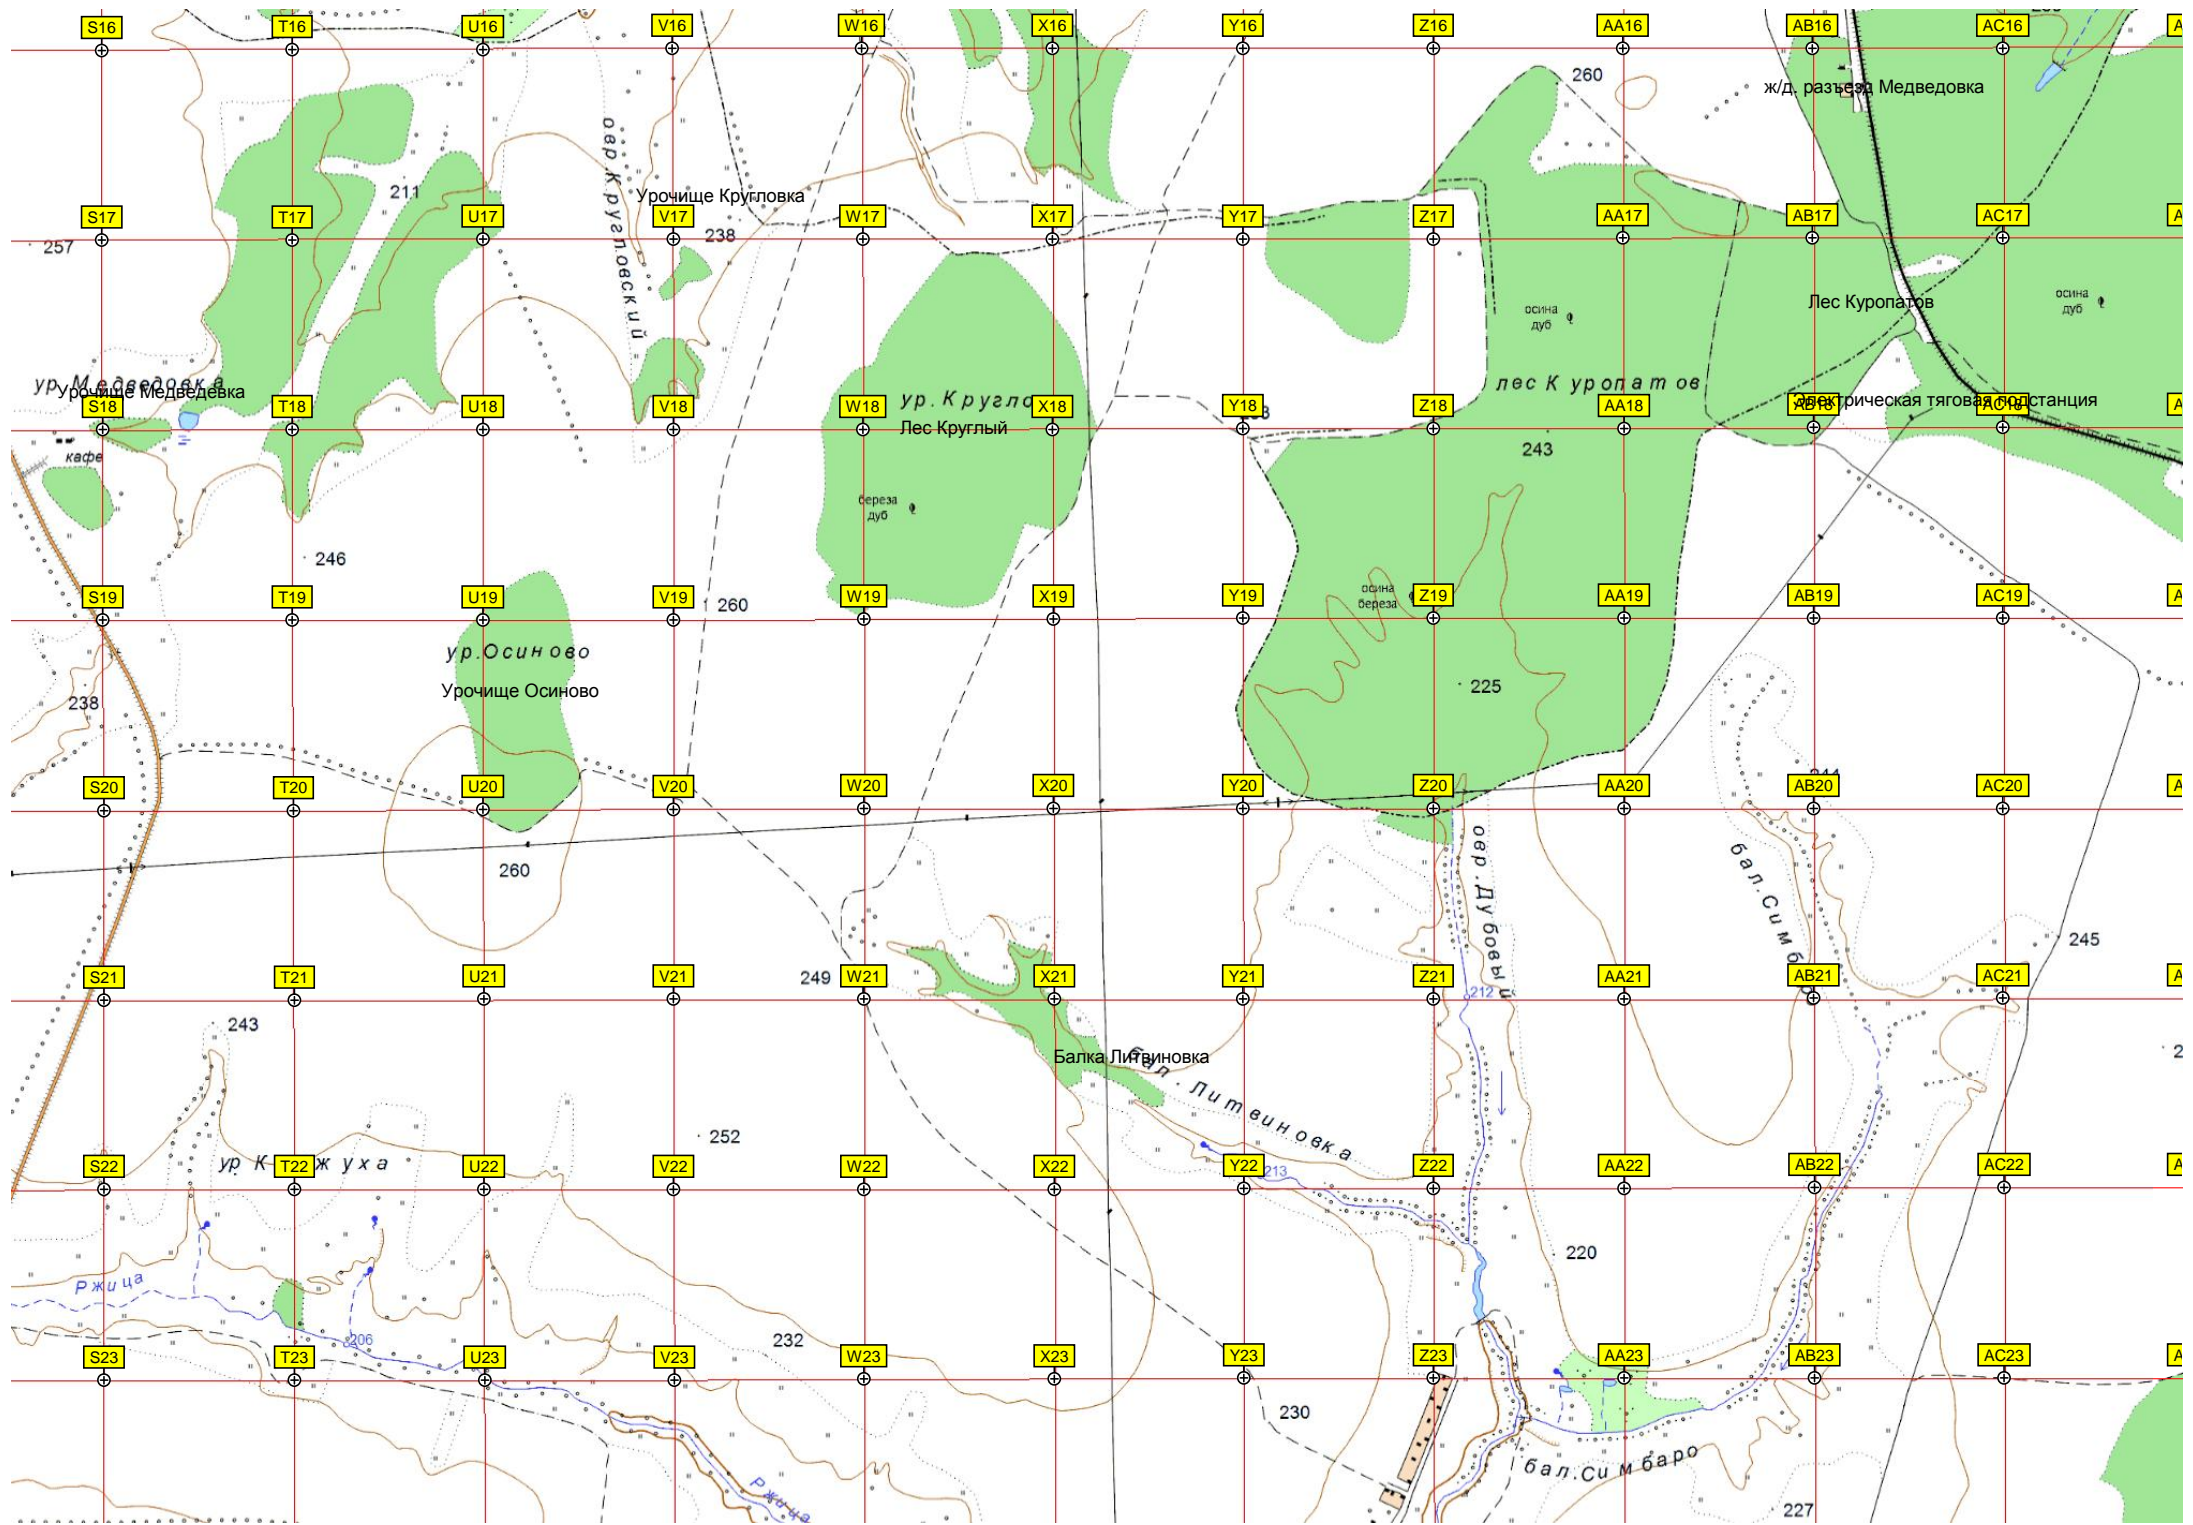 S16 T16 U16 V16 W16 X16 Y16 Z16 AA16 AB16 AC16
260
ж/д. разъезд Медведовка
овр Кругловский
211
Урочище Кругловка
S17 T17 U17 V17 W17 X17 Y17 Z17 AA17 AB17 AC17
257
238
Лес Куропатов
осина
дуб
осина
дуб
ур. Медведовка
Урочище Медведевка
лес Куропатов
ур. Кругло
Электрическая тяговая подстанция
S18 T18 U18 V18 W18 X18 Y18 Z18 AA18 AB18 AC18
Лес Круглый
кафе
243
береза
дуб
246
осина
береза
S19 T19 U19 V19 W19 X19 Y19 Z19 AA19 AB19 AC19
260
ур. Осиново
Урочище Осиново
238
225
244
S20 T20 U20 V20 W20 X20 Y20 Z20 AA20 AB20 AC20
260
овр. Дубовый
бал. Симбаро
245
S21 T21 U21 V21 W21 X21 Y21 Z21 AA21 AB21 AC21
249
212
243
Балка Литвиновка
бал. Литвиновка
252
S22 T22 U22 V22 W22 X22 Y22 Z22 AA22 AB22 AC22
213
220
Ржица
206
232
S23 T23 U23 V23 W23 X23 Y23 Z23 AA23 AB23 AC23
230
бал. Симбаро
Ржица
227